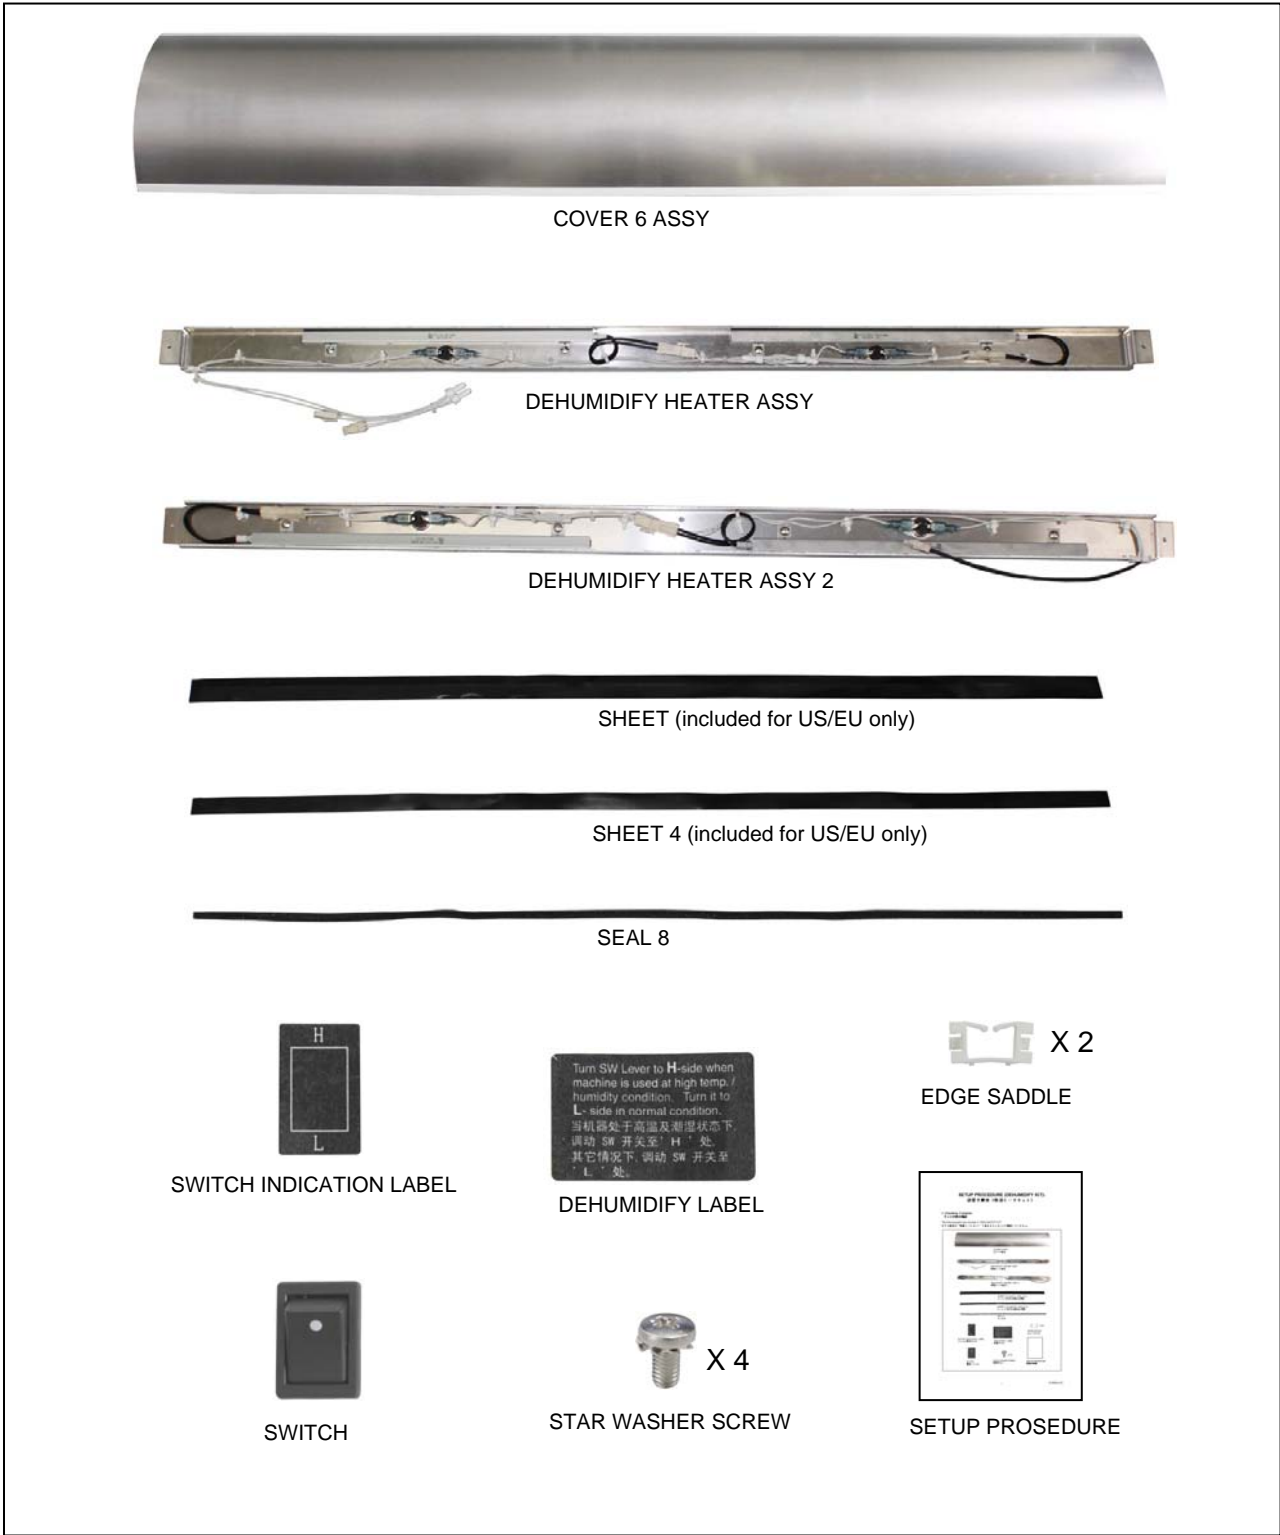 COVER 6 ASSY
DEHUMIDIFY HEATER ASSY
DEHUMIDIFY HEATER ASSY 2
SHEET (included for US/EU only)
SHEET 4 (included for US/EU only)
SEAL 8
H
L
SWITCH INDICATION LABEL
Turn SW Lever to H-side when
machine is used at high temp. /
humidity condition. Turn it to
L- side in normal condition.
当机器处于高温及潮湿状态下,
调动 SW 开关至' H ' 处.
其它情况下, 调动 SW 开关至
' L ' 处.
DEHUMIDIFY LABEL
X 2
EDGE SADDLE
SWITCH
X 4
STAR WASHER SCREW
SETUP PROCEDURE (DEHUMIDIFY KIT)
SETUP PROSEDURE